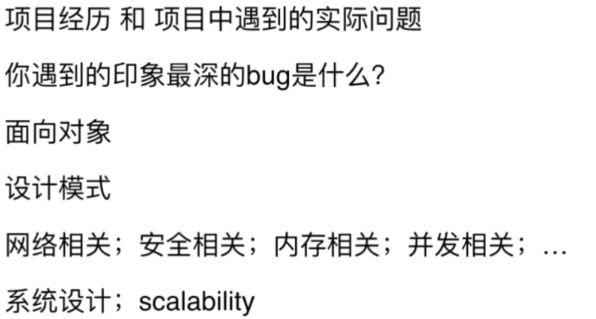 项目经历 和 项目中遇到的实际问题
你遇到的印象最深的bug是什么？
面向对象
设计模式
网络相关；安全相关；内存相关；并发相关；…
系统设计；scalability